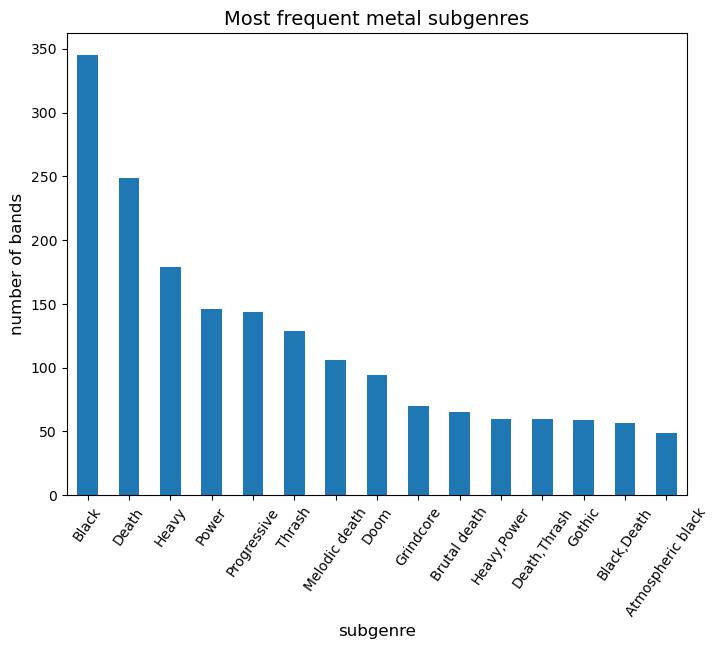 Most frequent metal subgenres
number of bands
350
300
250
200
150
100
50
0
Black
Death
Heavy
Power
Progressive
Thrash
Melodic death
Doom
Grindcore
Brutal death
Heavy,Power
Death,Thrash
Gothic
Black,Death
Atmospheric black
subgenre